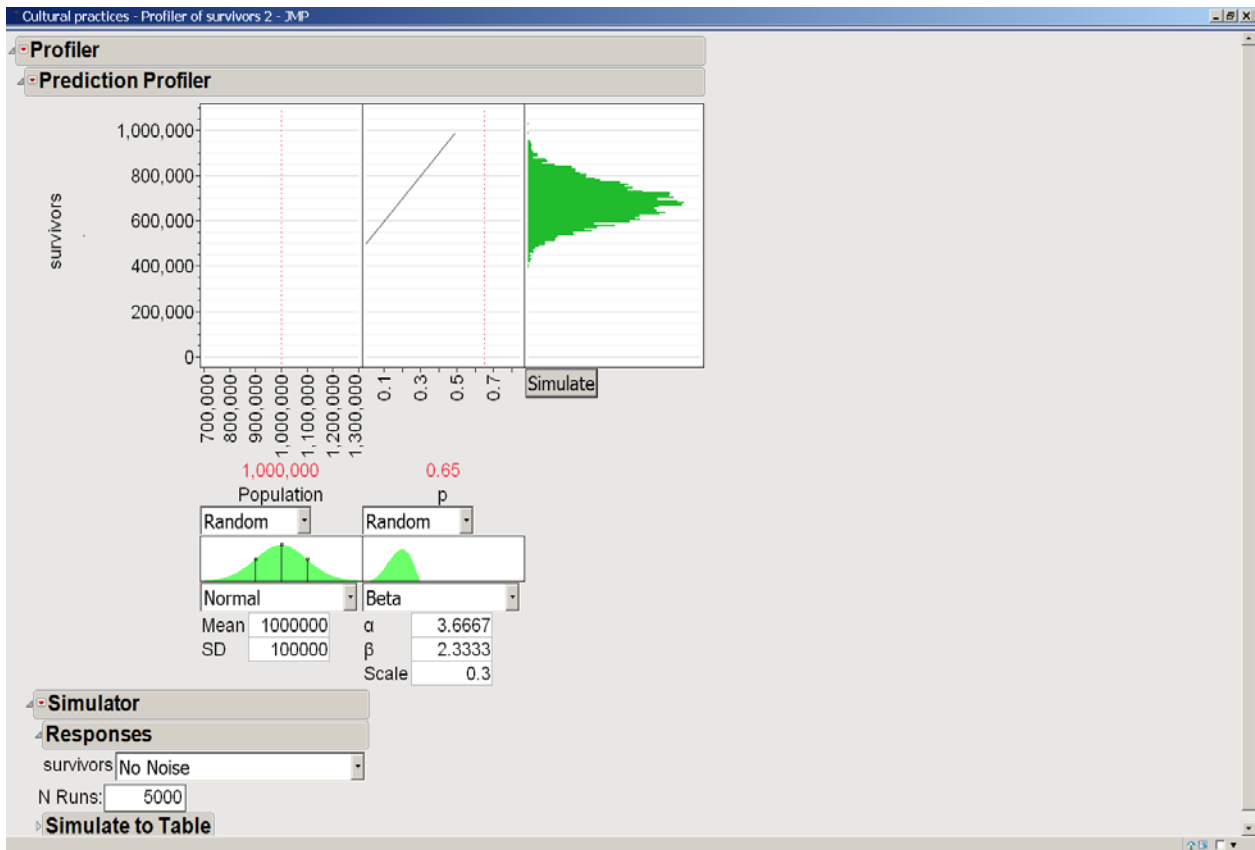 Cultural practices - Profiler of survivors 2 - JMP
Profiler
Prediction Profiler
survivors
1,000,000
800,000
600,000
400,000
200,000
0
700,000
800,000
900,000
1,000,000
1,100,000
1,200,000
1,300,000
0.1
0.3
0.5
0.7
Simulate
1,000,000 0.65
Population p
Random Random
Normal Beta
Mean 1000000 α 3.6667
SD 100000 β 2.3333
Scale 0.3
Simulator
Responses
survivors No Noise
N Runs: 5000
Simulate to Table